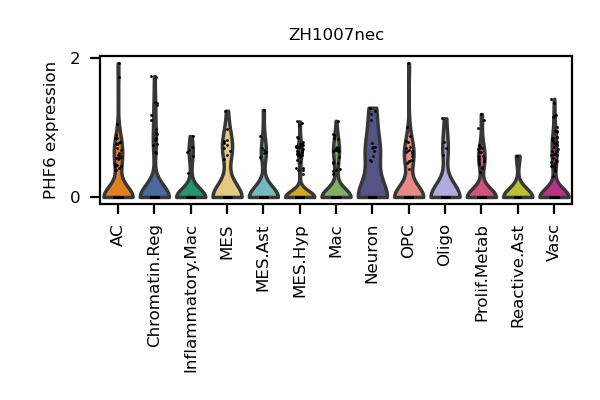 ZH1007nec
PHF6 expression
2
0
AC
Chromatin.Reg
Inflammatory.Mac
MES
MES.Ast
MES.Hyp
Mac
Neuron
OPC
Oligo
Prolif.Metab
Reactive.Ast
Vasc